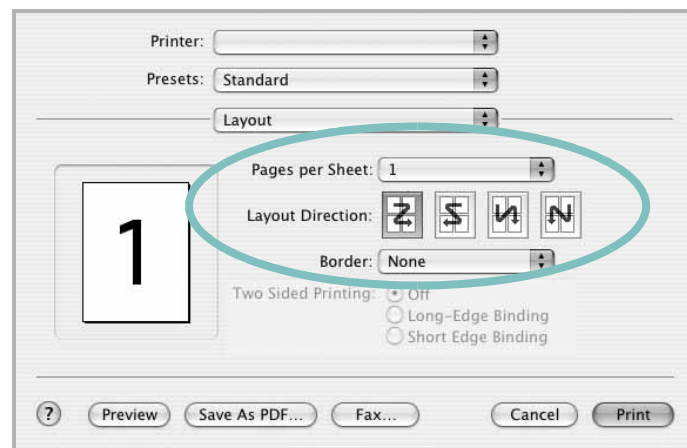 Printer:
Presets: Standard
Layout
Pages per Sheet: 1
Layout Direction:
Border: None
1
Two Sided Printing: Off
Long-Edge Binding
Short Edge Binding
? Preview Save As PDF... Fax... Cancel Print